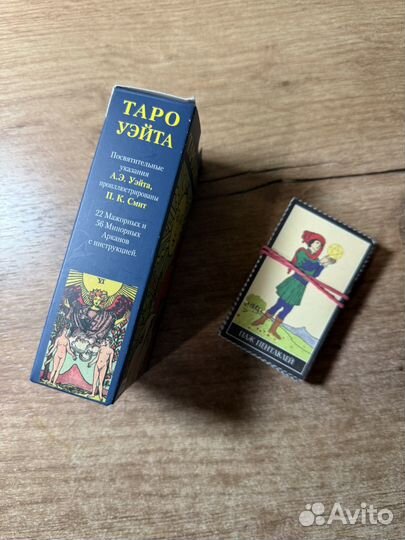 ТАРО
УЭЙТА
Посвятительные
указания
А.Э. Уэйта,
проиллюстрированы
П. К. Смит
22 Мажорных и
56 Минорных
Арканов
с инструкцией.
VI
ПАЖ ПЕНТАКЛЕЙ
Avito